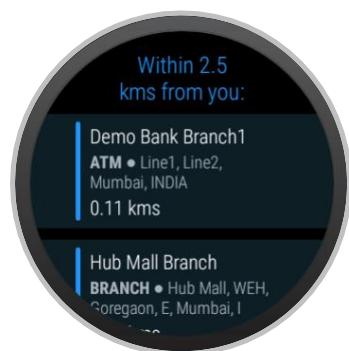 Within 2.5
kms from you:
Demo Bank Branch1
ATM ● Line1, Line2,
Mumbai, INDIA
0.11 kms
Hub Mall Branch
BRANCH ● Hub Mall, WEH,
Goregaon, E, Mumbai, I